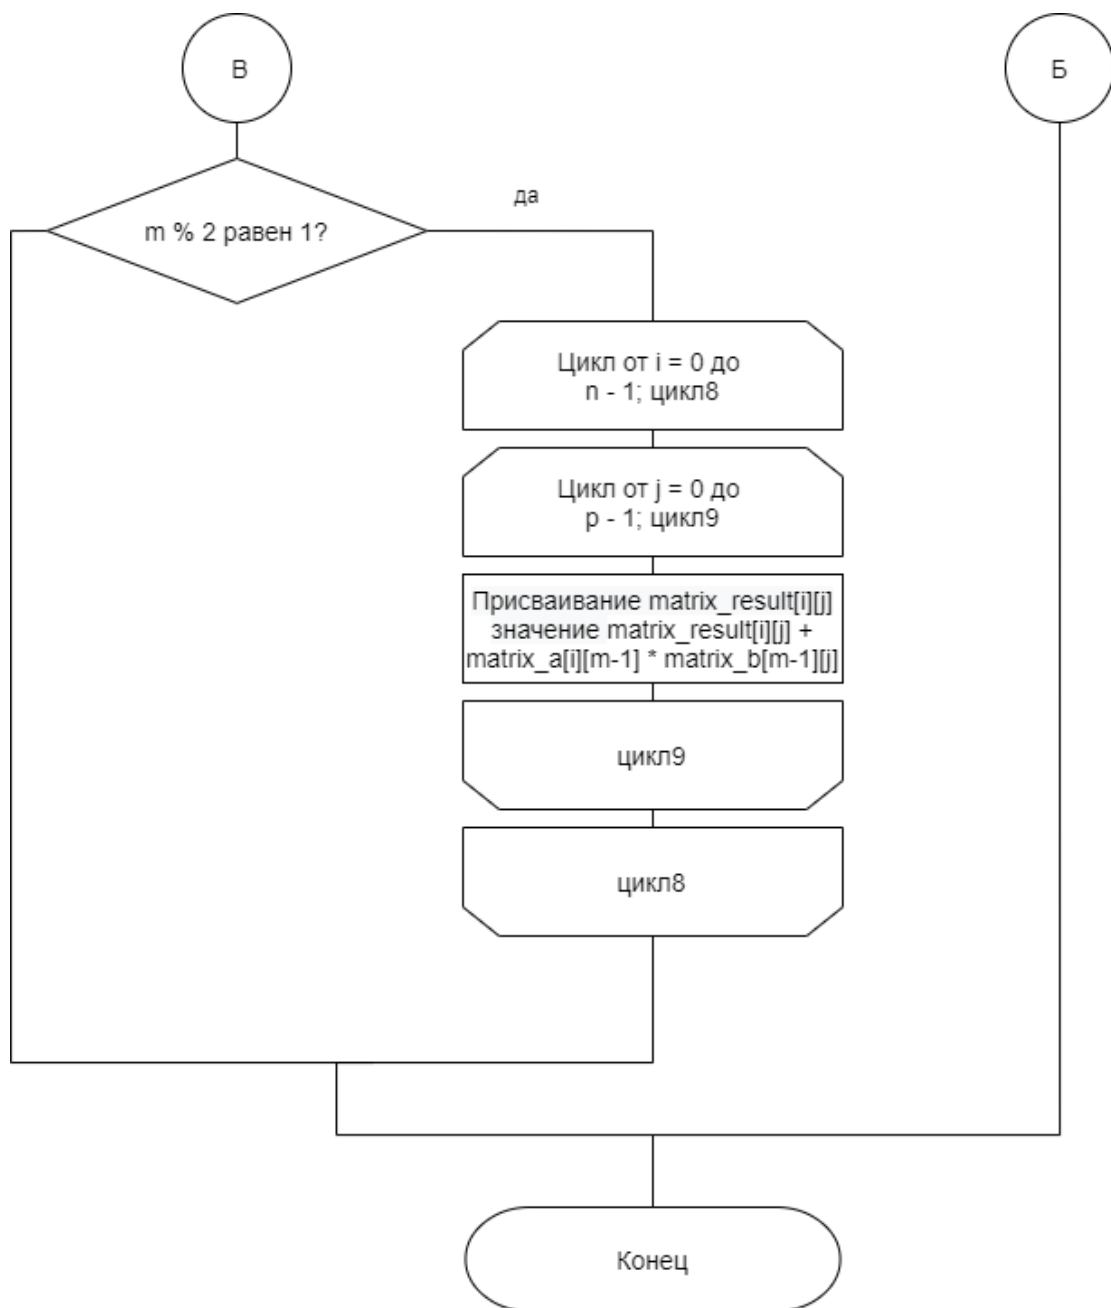 В
Б
да
m % 2 равен 1?
Цикл от i = 0 до
n - 1; цикл8
Цикл от j = 0 до
p - 1; цикл9
Присваивание matrix_result[i][j]
значение matrix_result[i][j] +
matrix_a[i][m-1] * matrix_b[m-1][j]
цикл9
цикл8
Конец